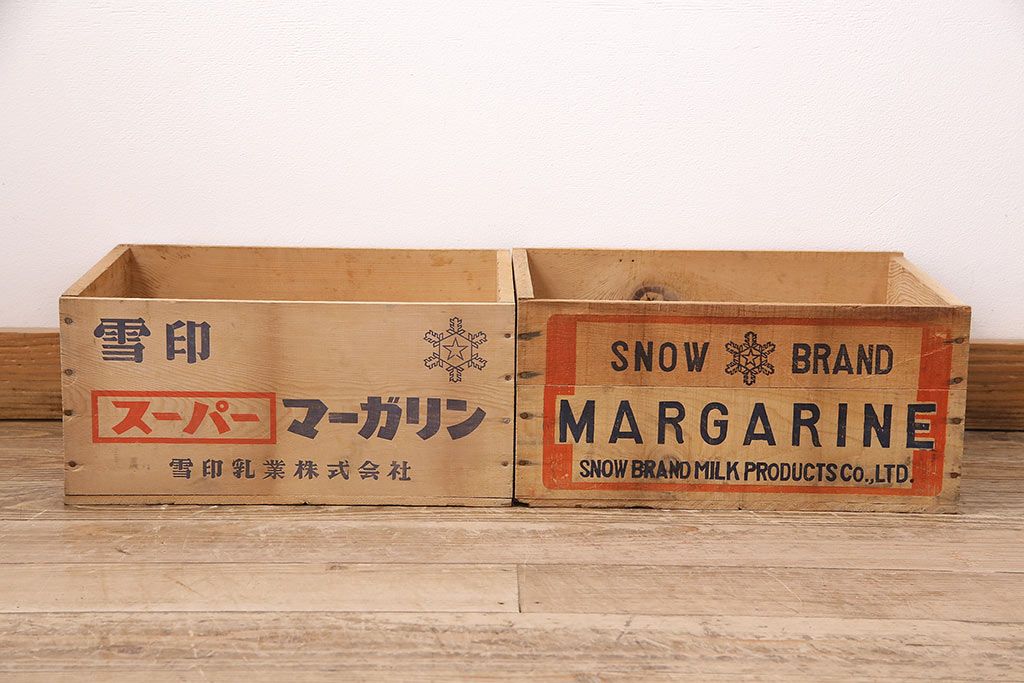 雪印
スーパー マーガリン
雪印乳業株式会社
SNOW BRAND
MARGARINE
SNOW BRAND MILK PRODUCTS CO.,LTD.